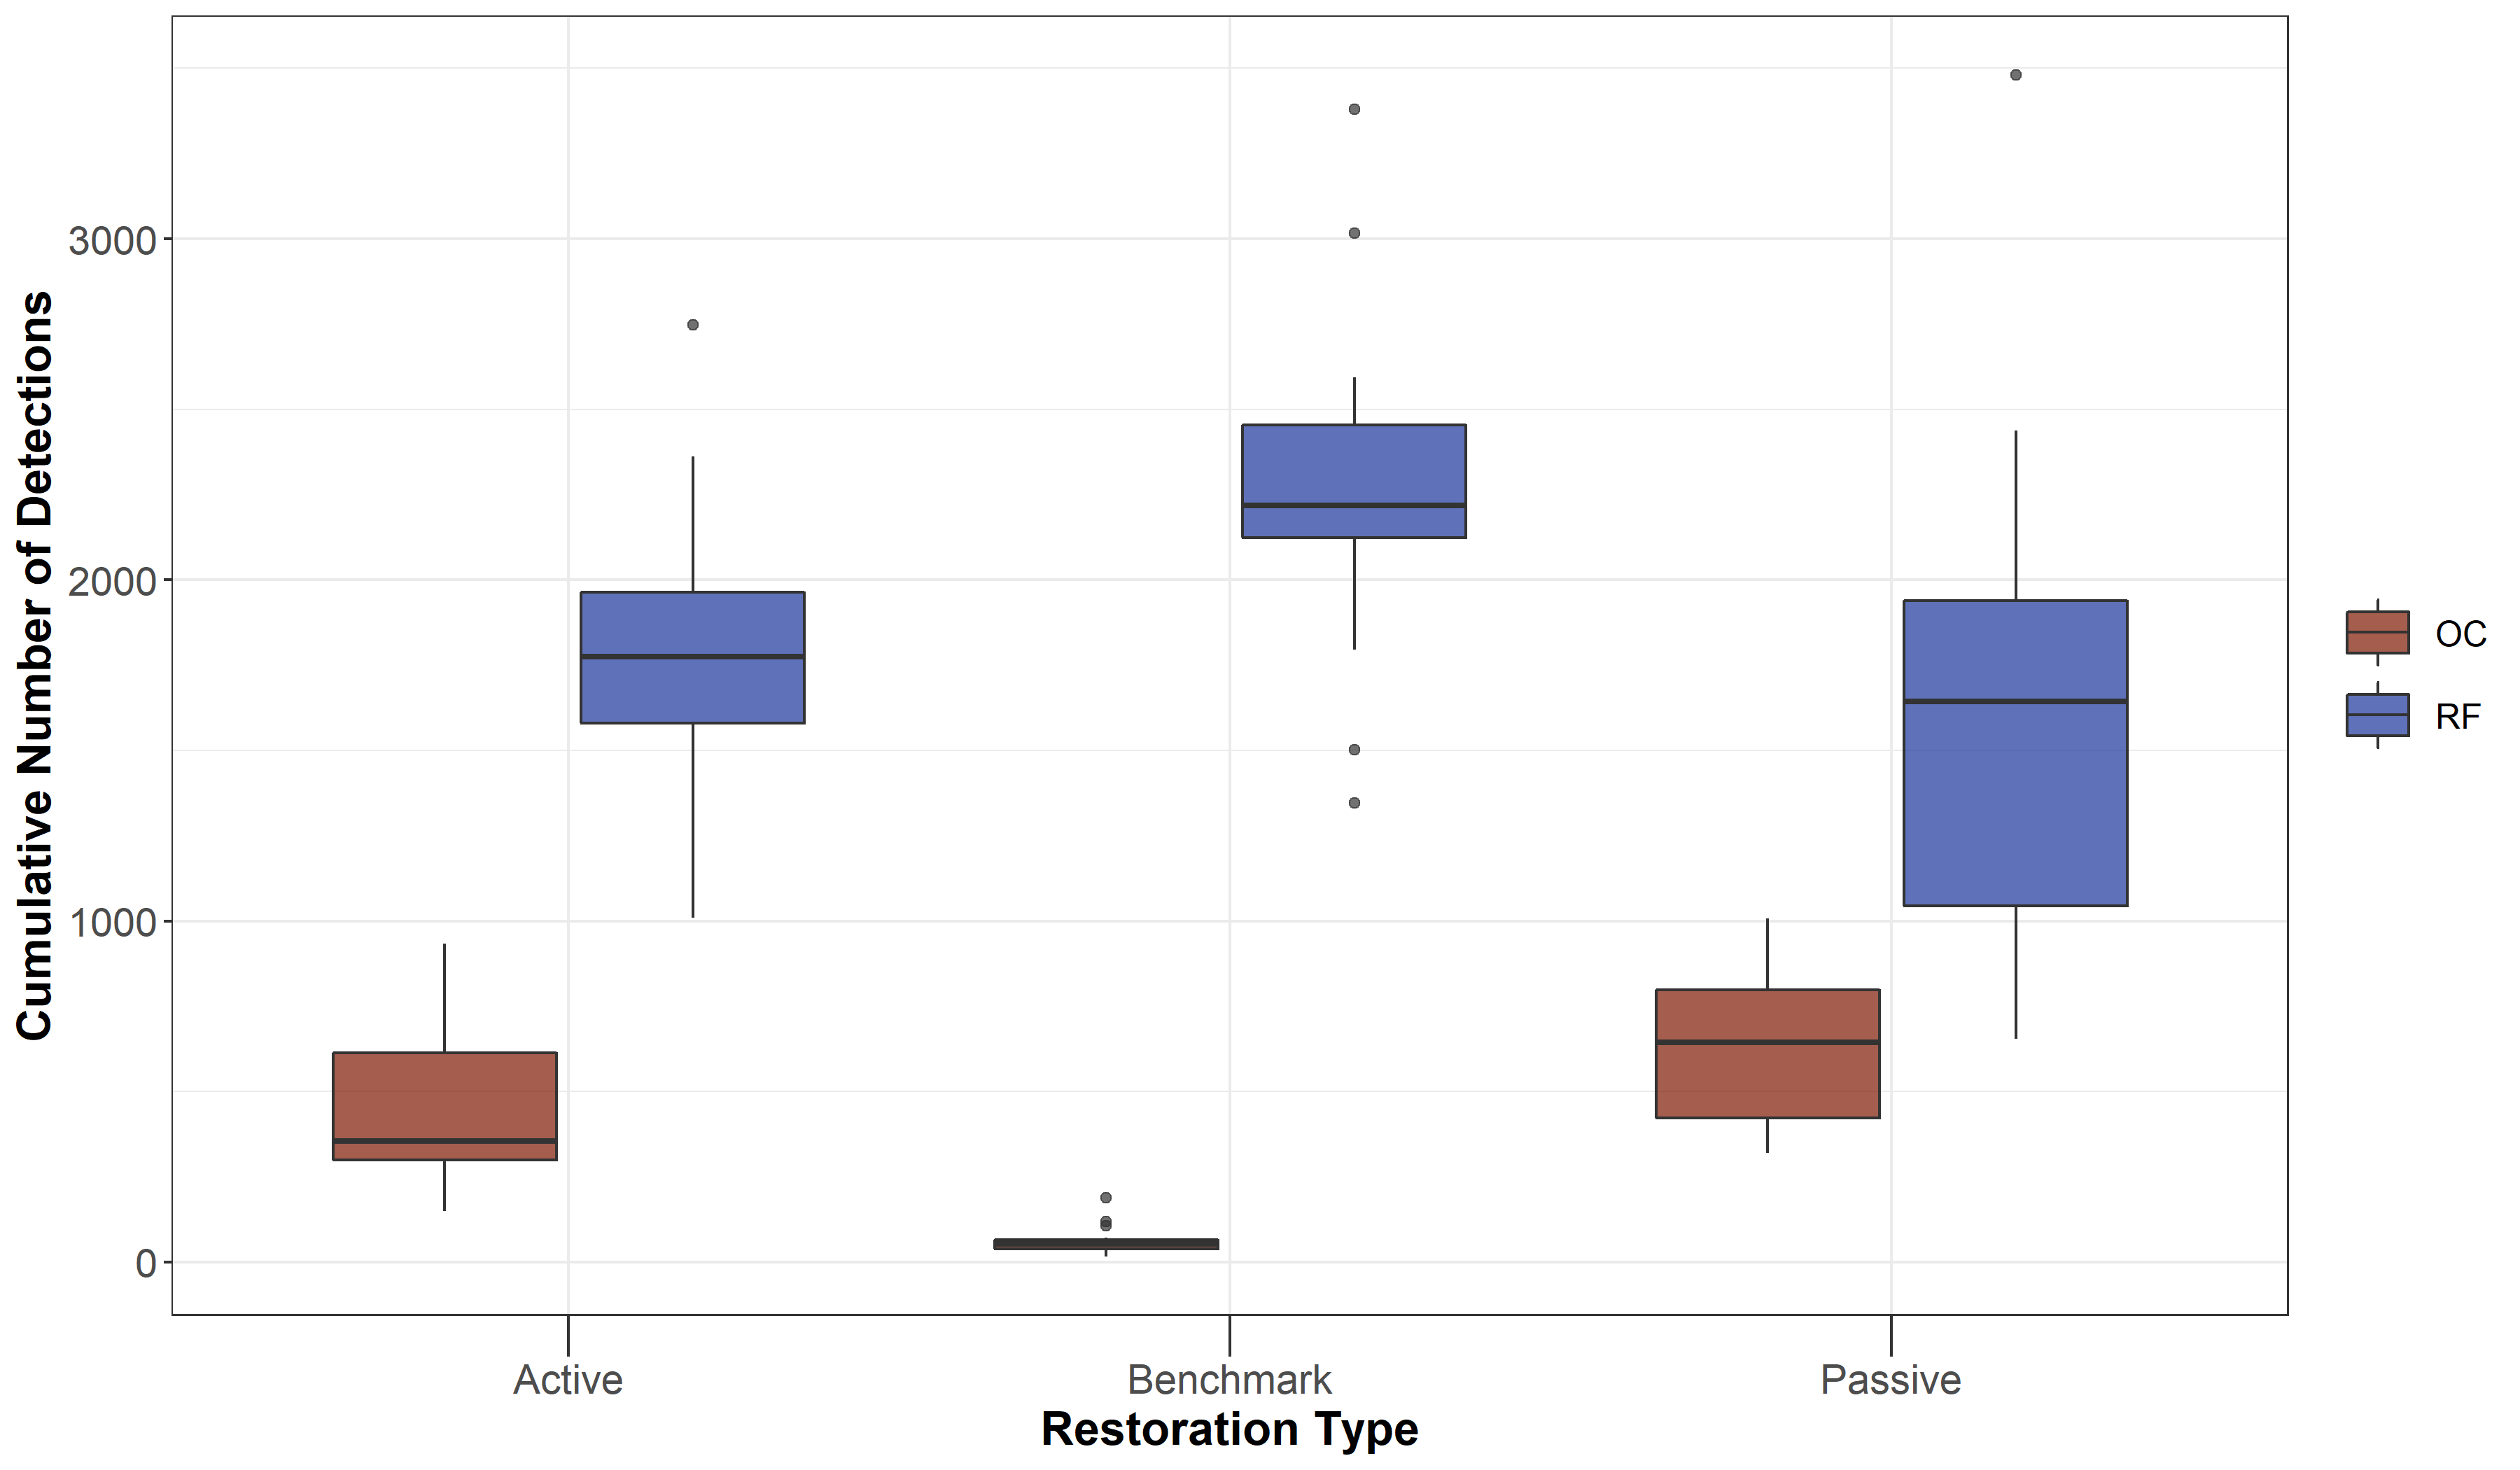 Cumulative Number of Detections
3000
2000
1000
0
Active
Benchmark
Passive
Restoration Type
OC
RF